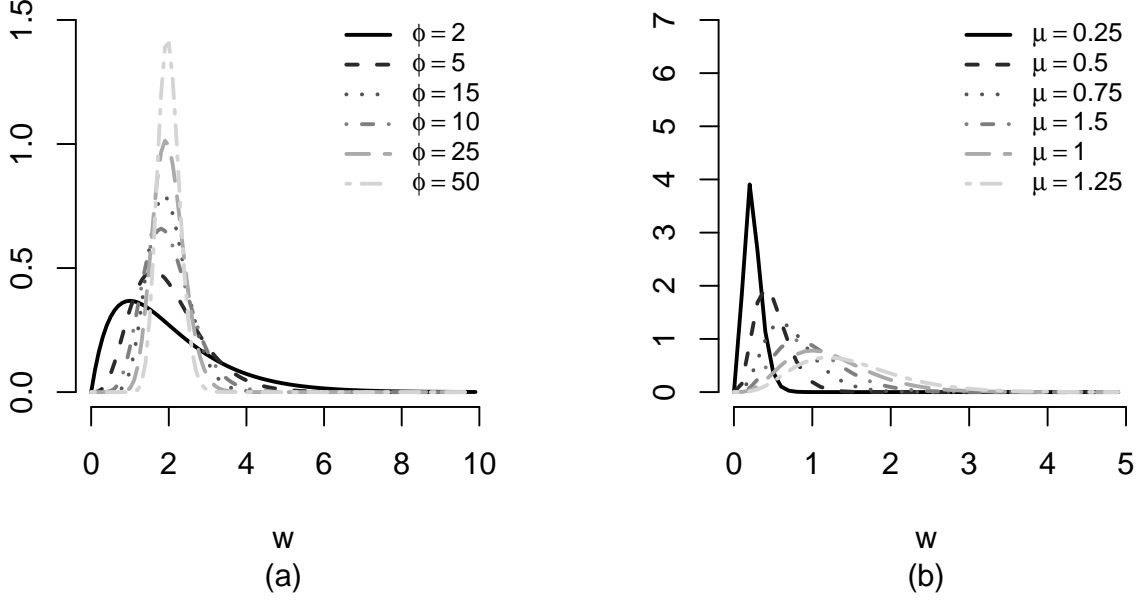 0.0 0.5 1.0 1.5
0 2 4 6 8 10
w
(a)
ϕ = 2
ϕ = 5
ϕ = 15
ϕ = 10
ϕ = 25
ϕ = 50
0 1 2 3 4 5 6 7
0 1 2 3 4 5
w
(b)
μ = 0.25
μ = 0.5
μ = 0.75
μ = 1.5
μ = 1
μ = 1.25